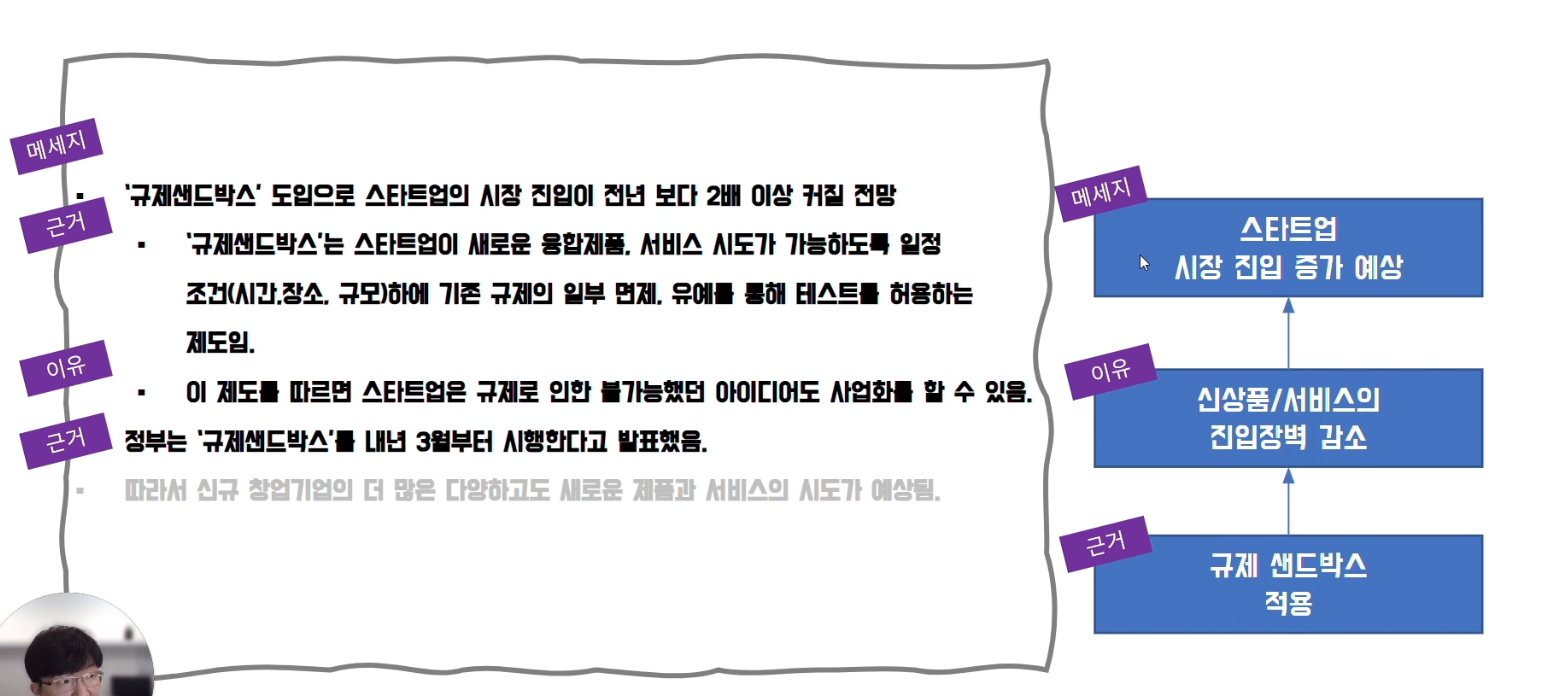 메세지
▪ ‘규제샌드박스’ 도입으로 스타트업의 시장 진입이 전년 보다 2배 이상 커질 전망
근거
▪ ‘규제샌드박스’는 스타트업이 새로운 융합제품, 서비스 시도가 가능하도록 일정
조건(시간,장소, 규모)하에 기존 규제의 일부 면제, 유예를 통해 테스트를 허용하는
제도임.
이유
▪ 이 제도를 따르면 스타트업은 규제로 인한 불가능했던 아이디어도 사업화를 할 수 있음.
근거
정부는 ‘규제샌드박스’를 내년 3월부터 시행한다고 발표했음.
▪ 따라서 신규 창업기업의 더 많은 다양하고도 새로운 제품과 서비스의 시도가 예상됨.
메세지
스타트업
시장 진입 증가 예상
이유
신상품/서비스의
진입장벽 감소
근거
규제 샌드박스
적용